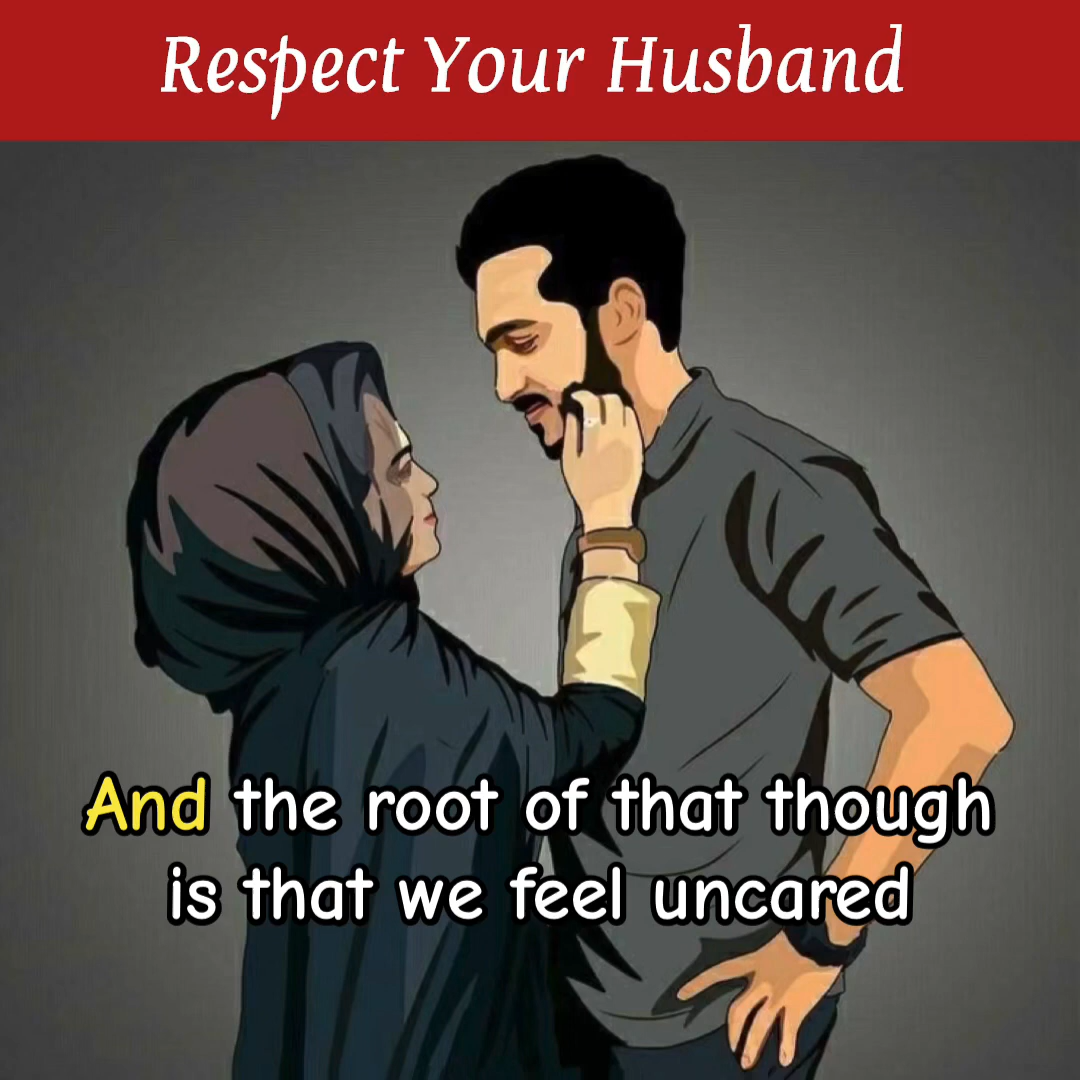 Respect Your Husband
And the root of that though
is that we feel uncared